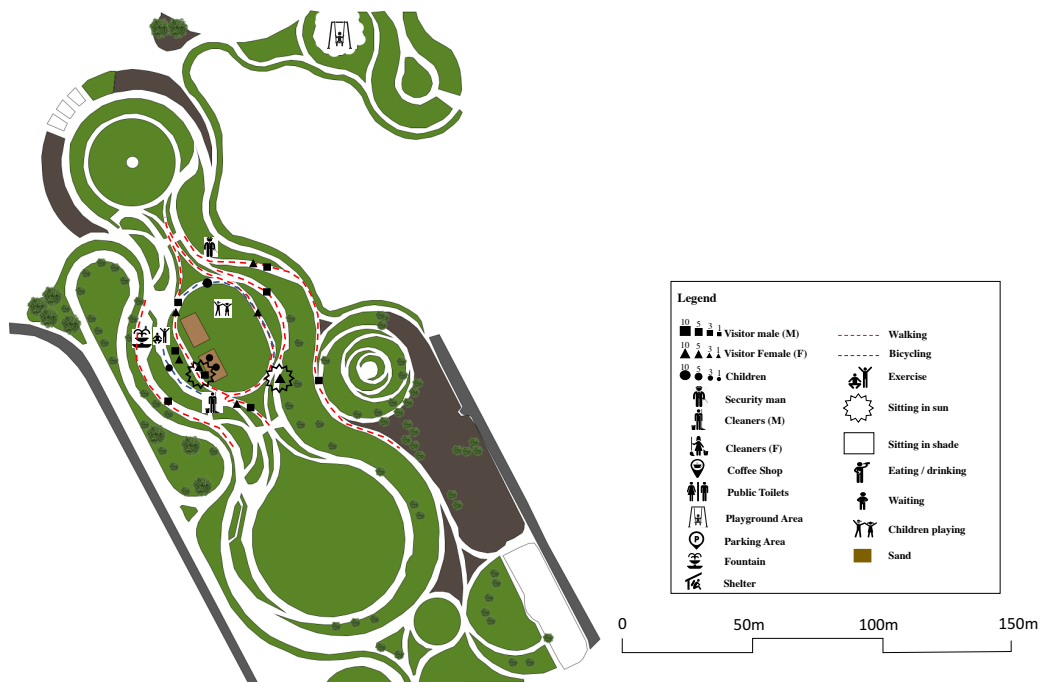 Legend
10 5 3 1 Visitor male (M)
10 5 3 1 Visitor Female (F)
10 5 3 1 Children
Security man
Cleaners (M)
Cleaners (F)
Coffee Shop
Public Toilets
Playground Area
P Parking Area
Fountain
Shelter
Walking
Bicycling
Exercise
Sitting in sun
Sitting in shade
Eating / drinking
Waiting
Children playing
Sand
0 50m 100m 150m